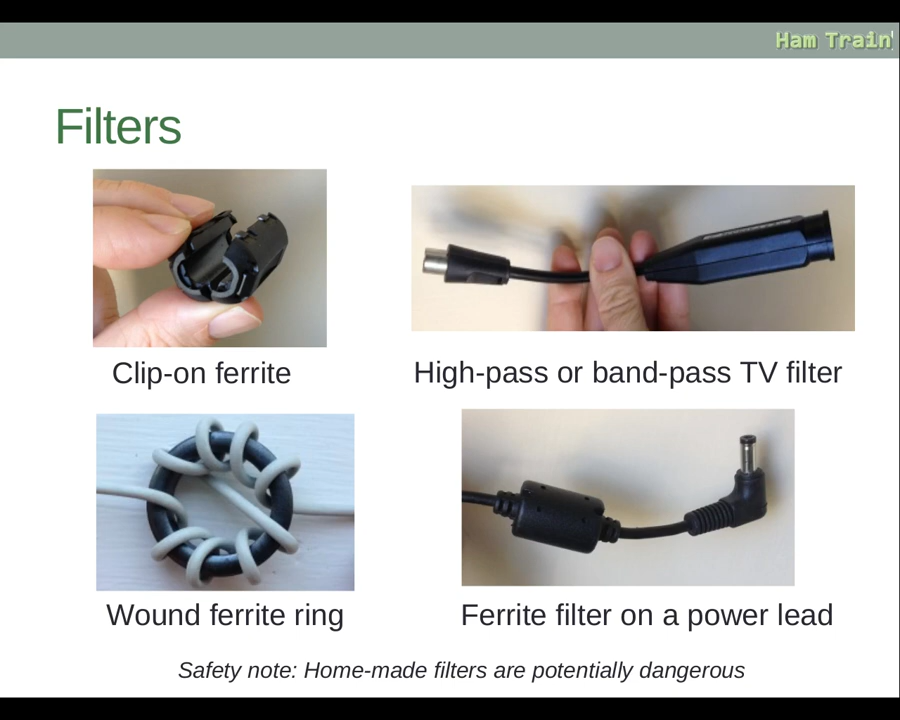 Ham Train
Filters
Clip-on ferrite
High-pass or band-pass TV filter
Wound ferrite ring
Ferrite filter on a power lead
Safety note: Home-made filters are potentially dangerous